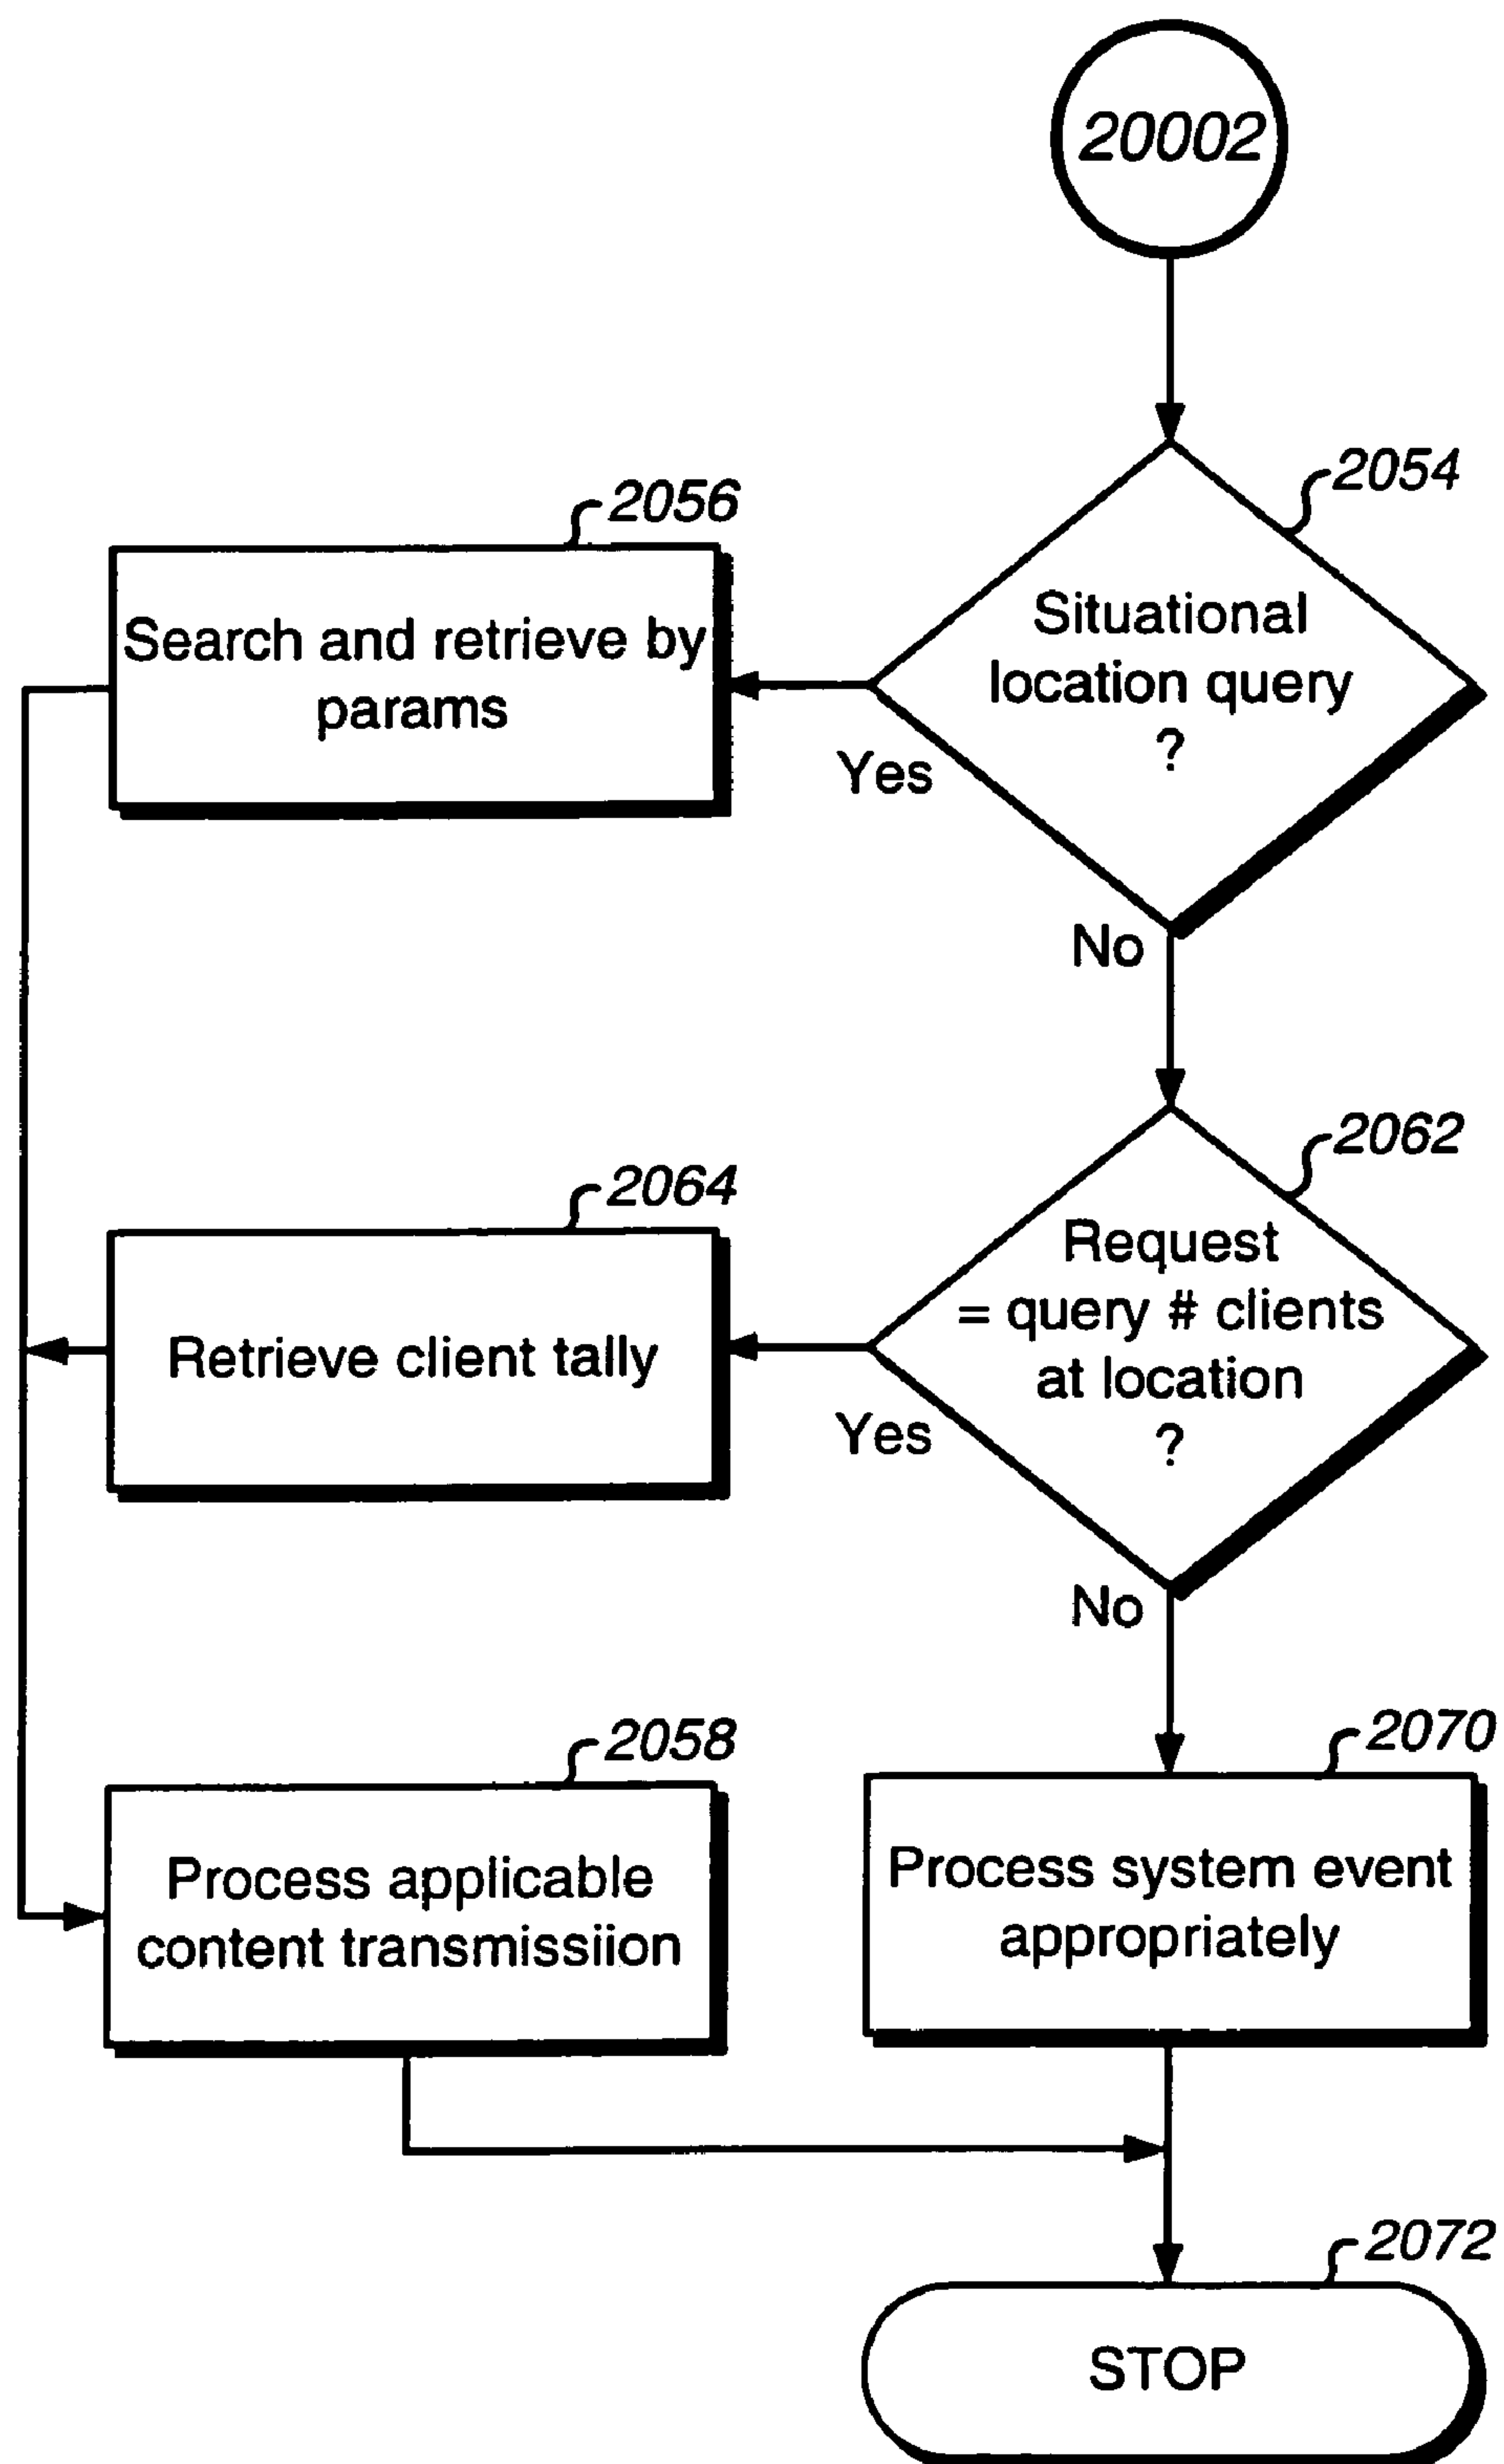 20002
2054
Situational
location query
?
Yes
No
2056
Search and retrieve by
params
2062
Request
= query # clients
at location
?
Yes
No
2064
Retrieve client tally
2058
Process applicable
content transmissiion
2070
Process system event
appropriately
2072
STOP